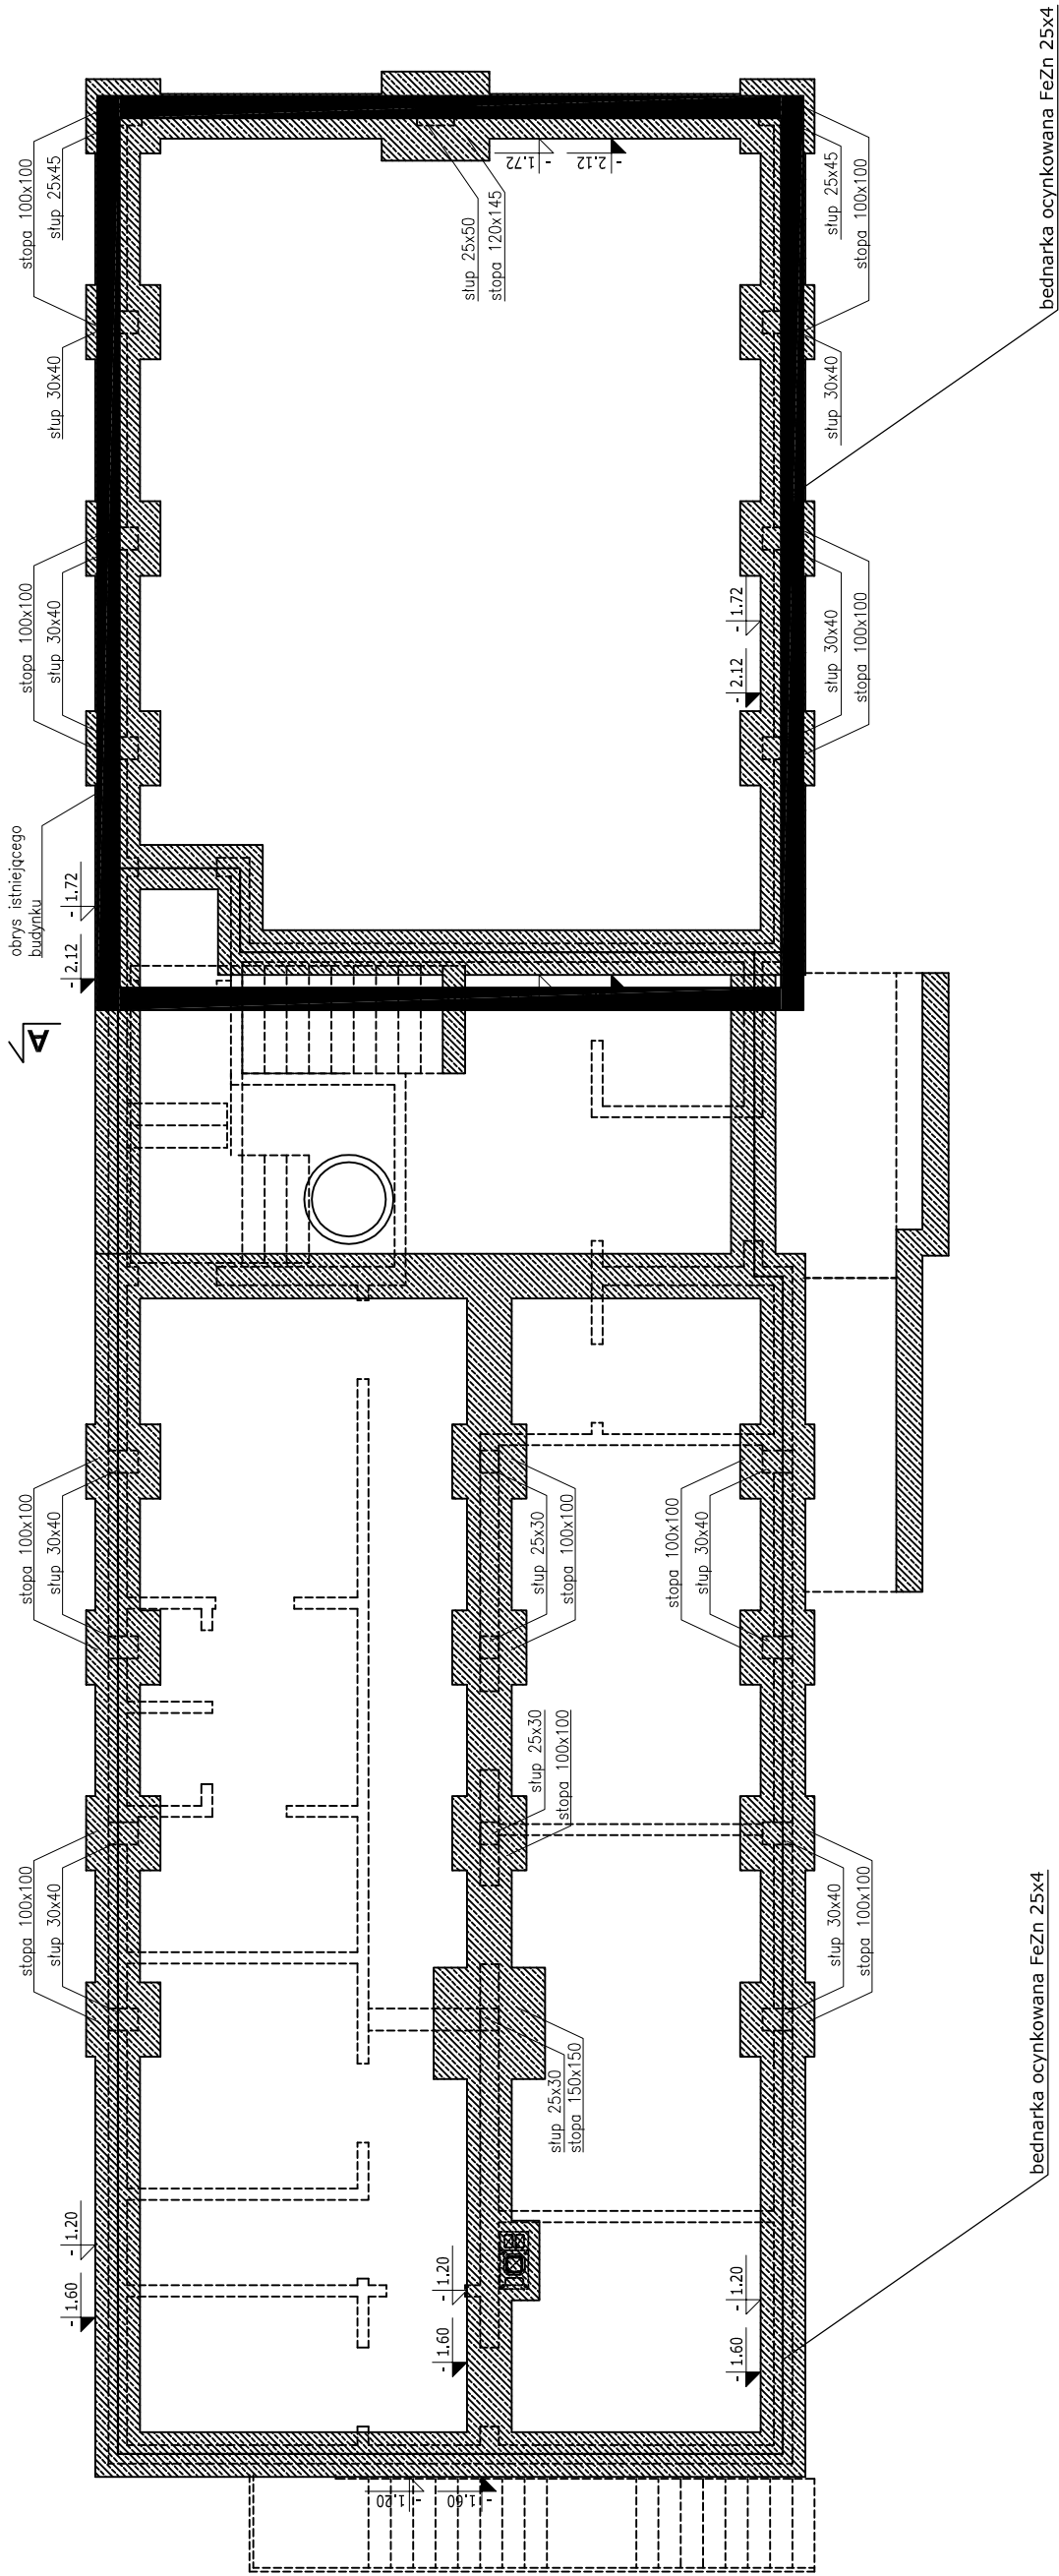 stopa 100x100
słup 25x45
słup 30x40
stopa 100x100
słup 30x40
obrys istniejącego
budynku
- 1.72
- 2.12
A
- 1.72
- 2.12
słup 25x50
stopa 120x145
słup 25x45
stopa 100x100
słup 30x40
bednarka ocynkowana FeZn 25x4
- 1.72
- 2.12
słup 30x40
stopa 100x100
stopa 100x100
słup 30x40
słup 25x30
stopa 100x100
stopa 100x100
słup 30x40
słup 25x30
stopa 100x100
stopa 100x100
słup 30x40
słup 30x40
stopa 100x100
słup 25x30
stopa 150x150
bednarka ocynkowana FeZn 25x4
- 1.20
- 1.60
- 1.20
- 1.60
- 1.20
- 1.60
- 1.20
- 1.60